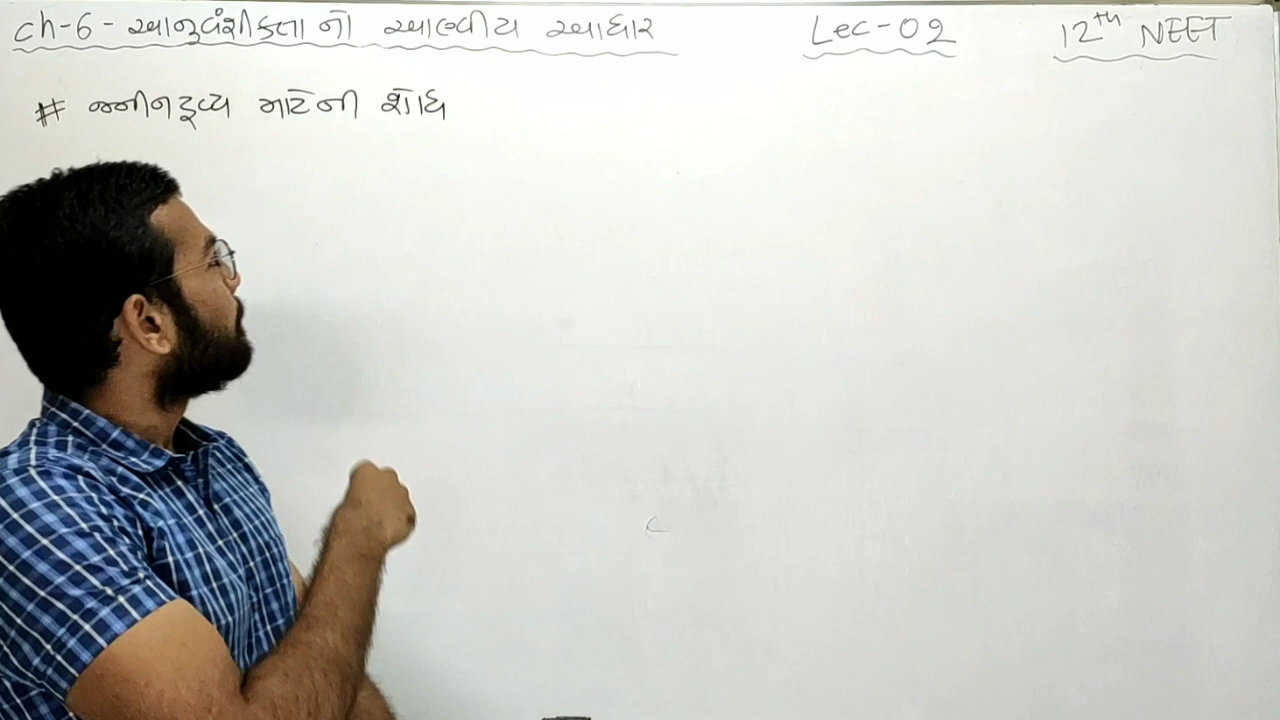 ch-6 - આનુવંશીકતા નો આણ્વીય આધાર Lec-02 12th NEET
# જનીનદ્રવ્ય માટેની શોધ